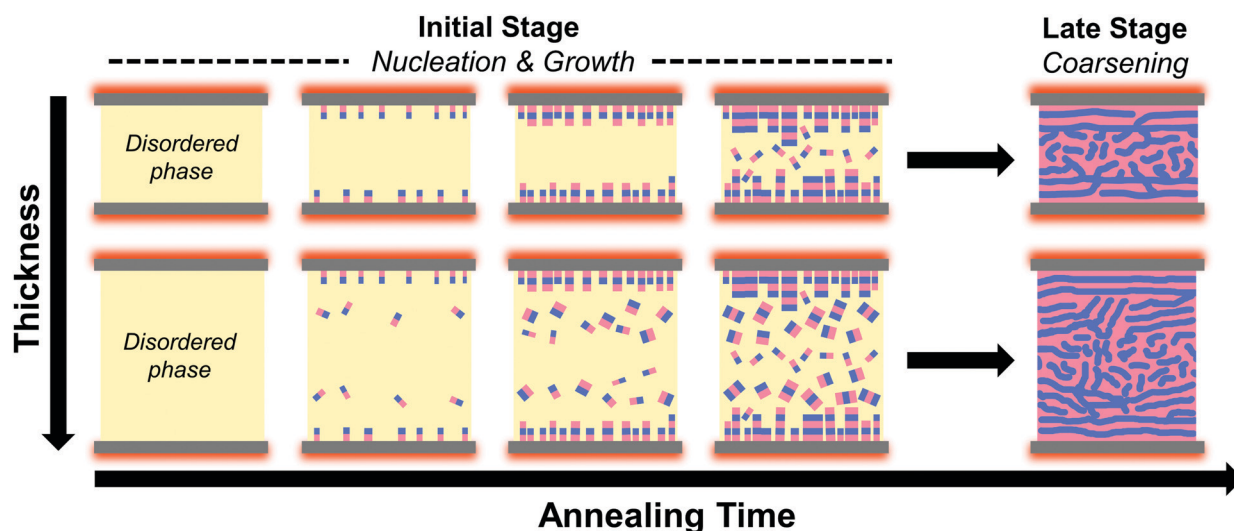 Initial Stage
Nucleation & Growth
Late Stage
Coarsening
Thickness
Disordered
phase
Disordered
phase
Annealing Time